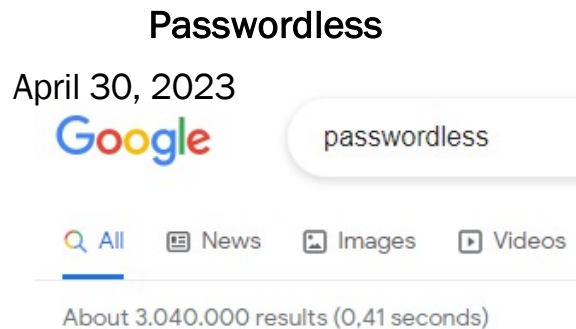 Passwordless
April 30, 2023
Google passwordless
All News Images Videos
About 3.040.000 results (0,41 seconds)